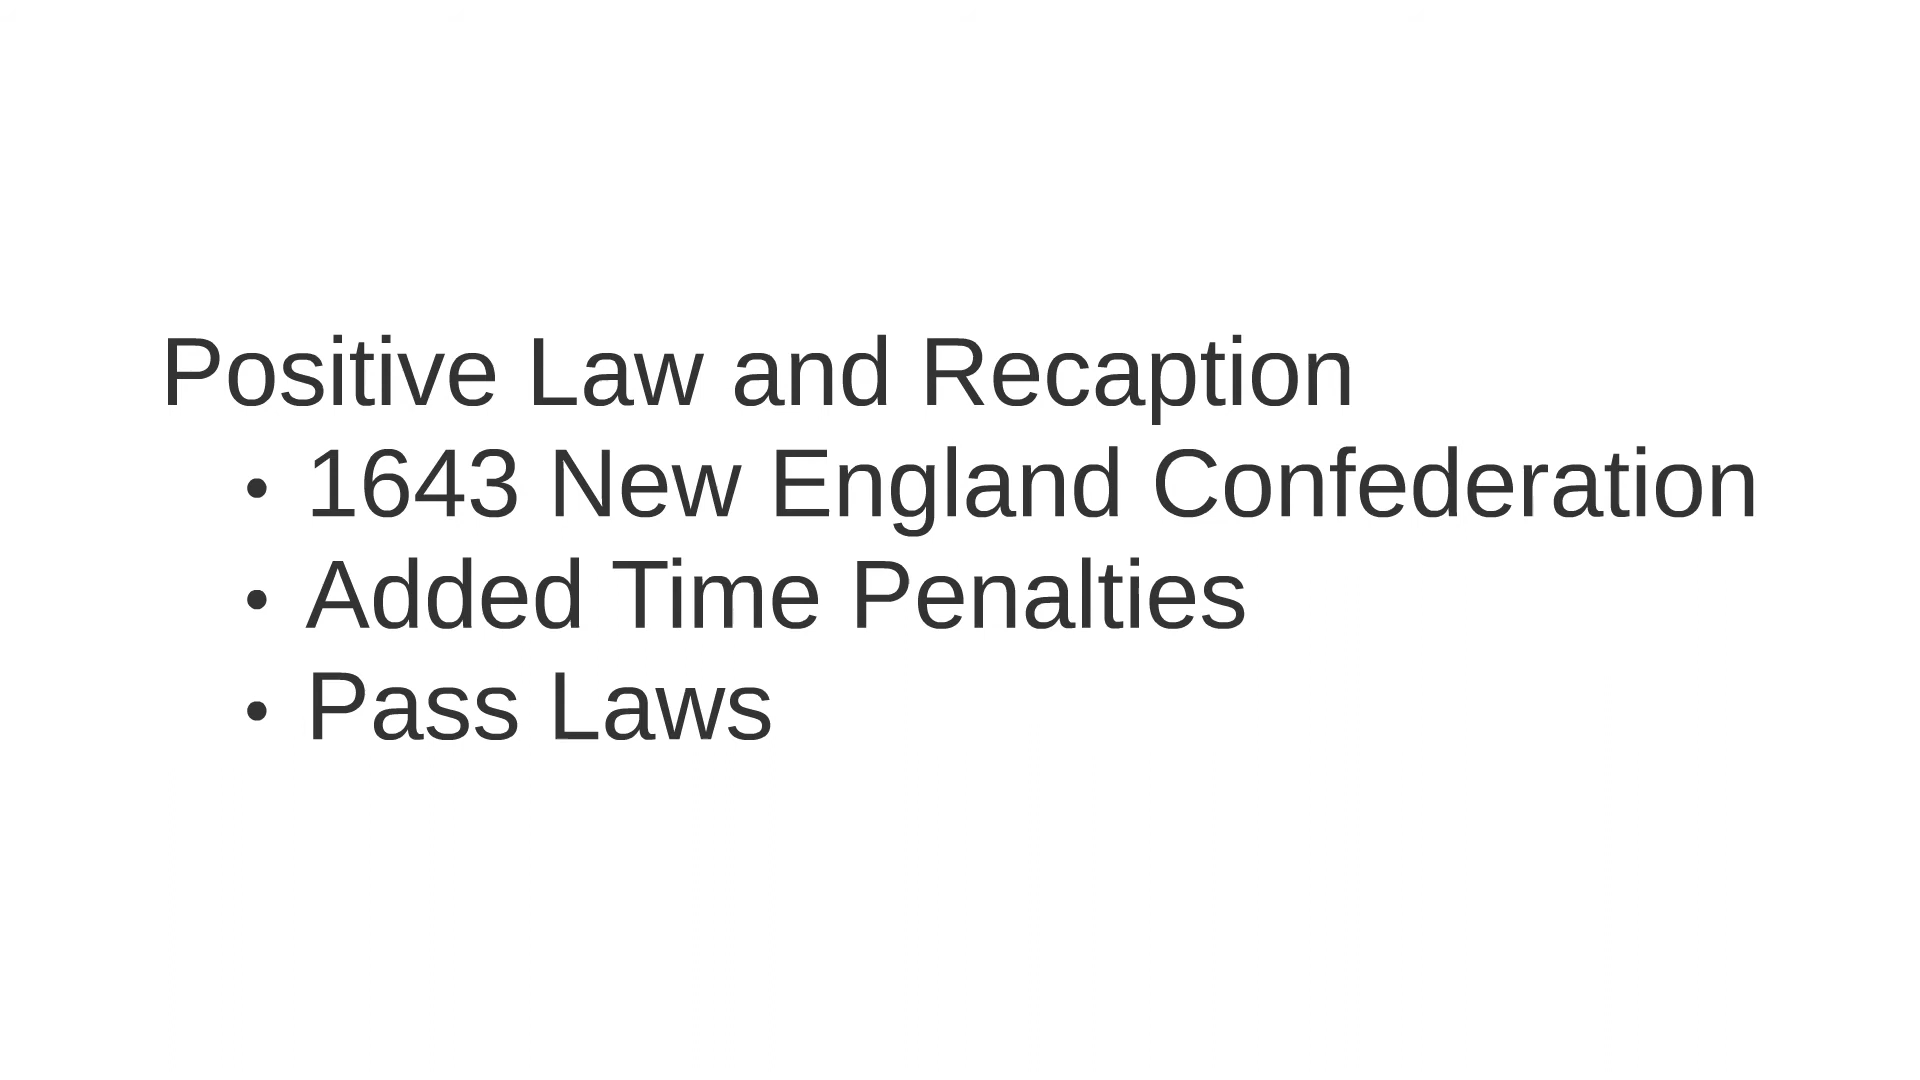 Positive Law and Recaption
• 1643 New England Confederation
• Added Time Penalties
• Pass Laws